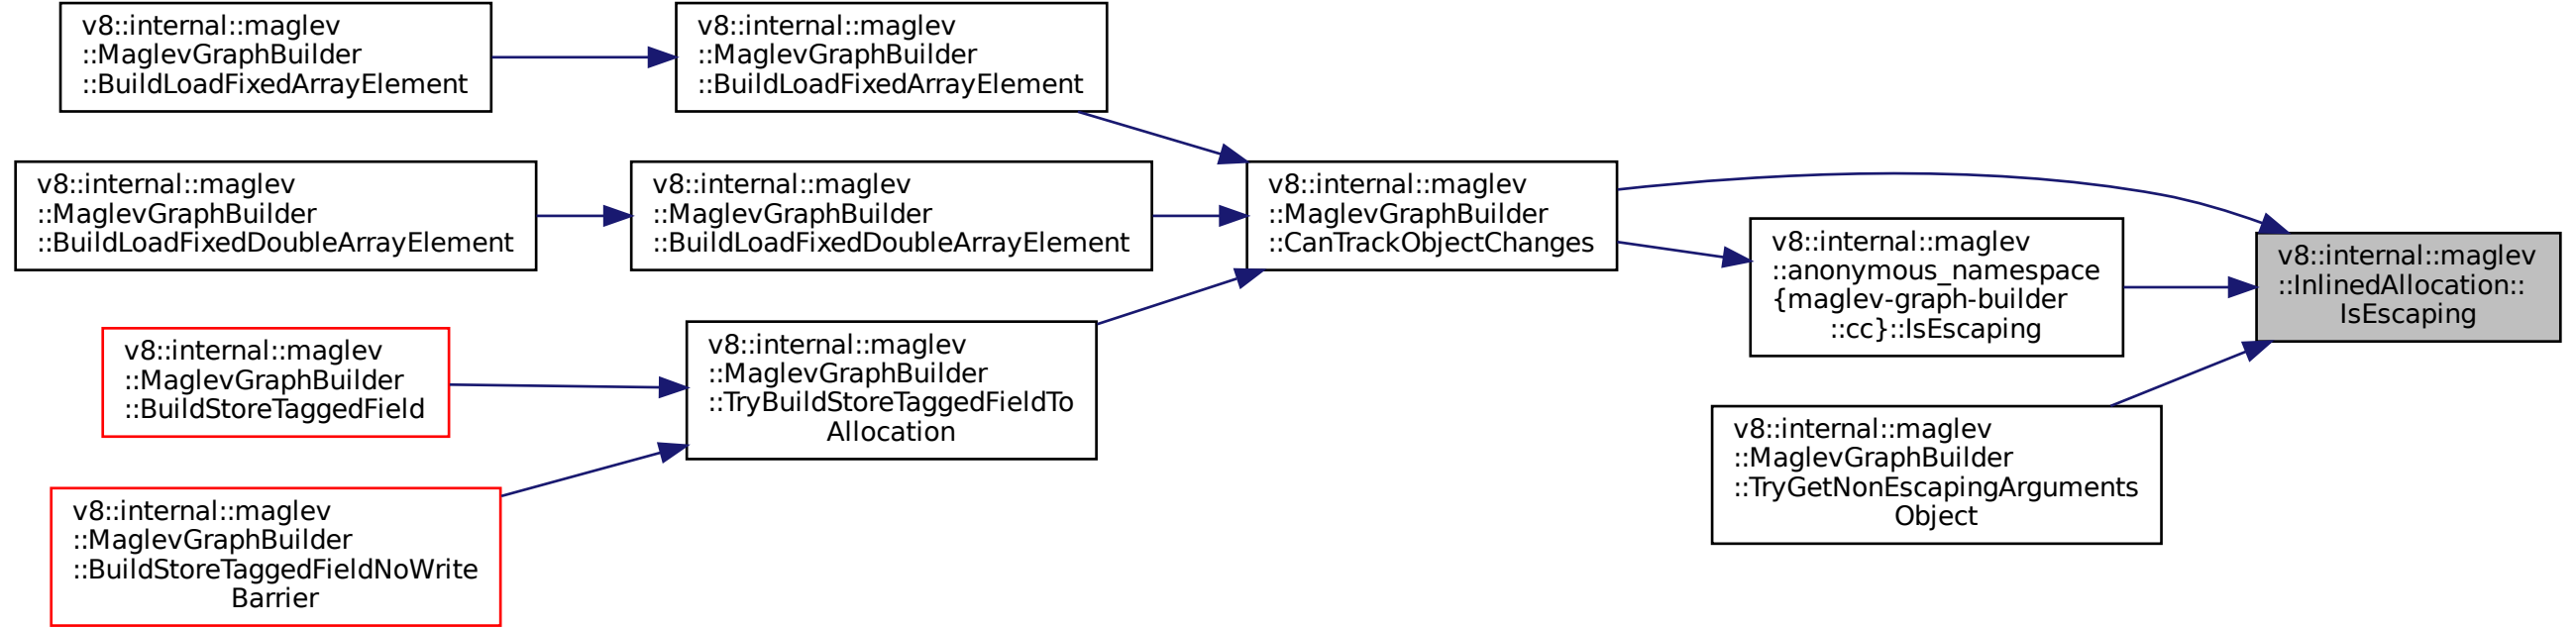 v8::internal::maglev
::MaglevGraphBuilder
::BuildLoadFixedArrayElement
v8::internal::maglev
::MaglevGraphBuilder
::BuildLoadFixedArrayElement
v8::internal::maglev
::MaglevGraphBuilder
::BuildLoadFixedDoubleArrayElement
v8::internal::maglev
::MaglevGraphBuilder
::BuildLoadFixedDoubleArrayElement
v8::internal::maglev
::MaglevGraphBuilder
::CanTrackObjectChanges
v8::internal::maglev
::anonymous_namespace
{maglev-graph-builder
::cc}::IsEscaping
v8::internal::maglev
::InlinedAllocation::
IsEscaping
v8::internal::maglev
::MaglevGraphBuilder
::BuildStoreTaggedField
v8::internal::maglev
::MaglevGraphBuilder
::TryBuildStoreTaggedFieldTo
Allocation
v8::internal::maglev
::MaglevGraphBuilder
::TryGetNonEscapingArguments
Object
v8::internal::maglev
::MaglevGraphBuilder
::BuildStoreTaggedFieldNoWrite
Barrier